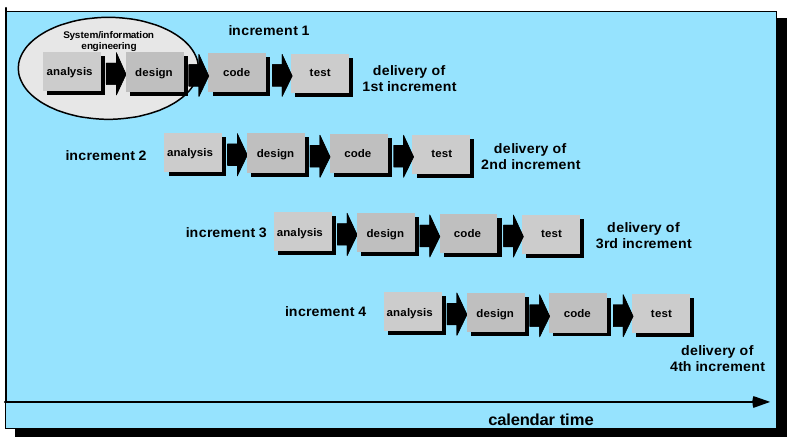 System/information
engineering
increment 1
analysis
design
code
test
delivery of
1st increment
increment 2
analysis
design
code
test
delivery of
2nd increment
increment 3
analysis
design
code
test
delivery of
3rd increment
increment 4
analysis
design
code
test
delivery of
4th increment
calendar time